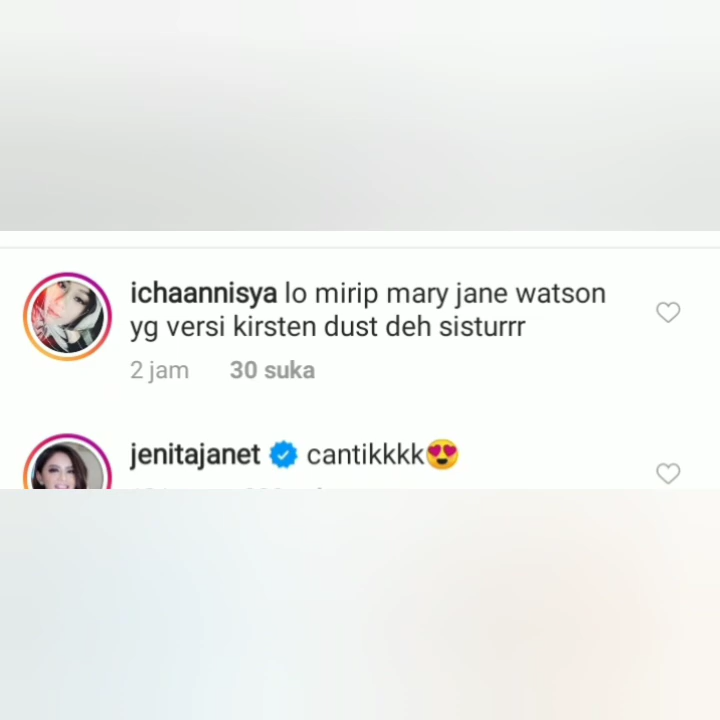 ichaannisya lo mirip mary jane watson
yg versi kirsten dust deh sisturrr
2 jam 30 suka
jenitajanet cantikkkk😍